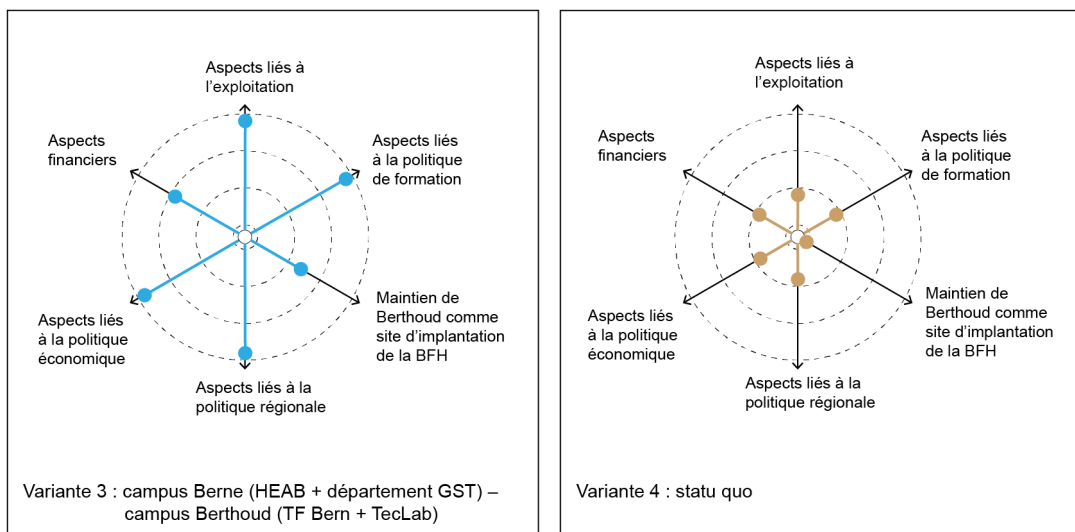 Aspects liés à
l'exploitation
Aspects
financiers
Aspects liés
à la politique
de formation
Aspects liés
à la politique
économique
Maintien de
Berthoud comme
site d'implantation
de la BFH
Aspects liés à la
politique régionale
Variante 3 : campus Berne (HEAB + département GST) –
campus Berthoud (TF Bern + TecLab)
Aspects liés à
l'exploitation
Aspects
financiers
Aspects liés
à la politique
de formation
Aspects liés
à la politique
économique
Maintien de
Berthoud comme
site d'implantation
de la BFH
Aspects liés à la
politique régionale
Variante 4 : statu quo